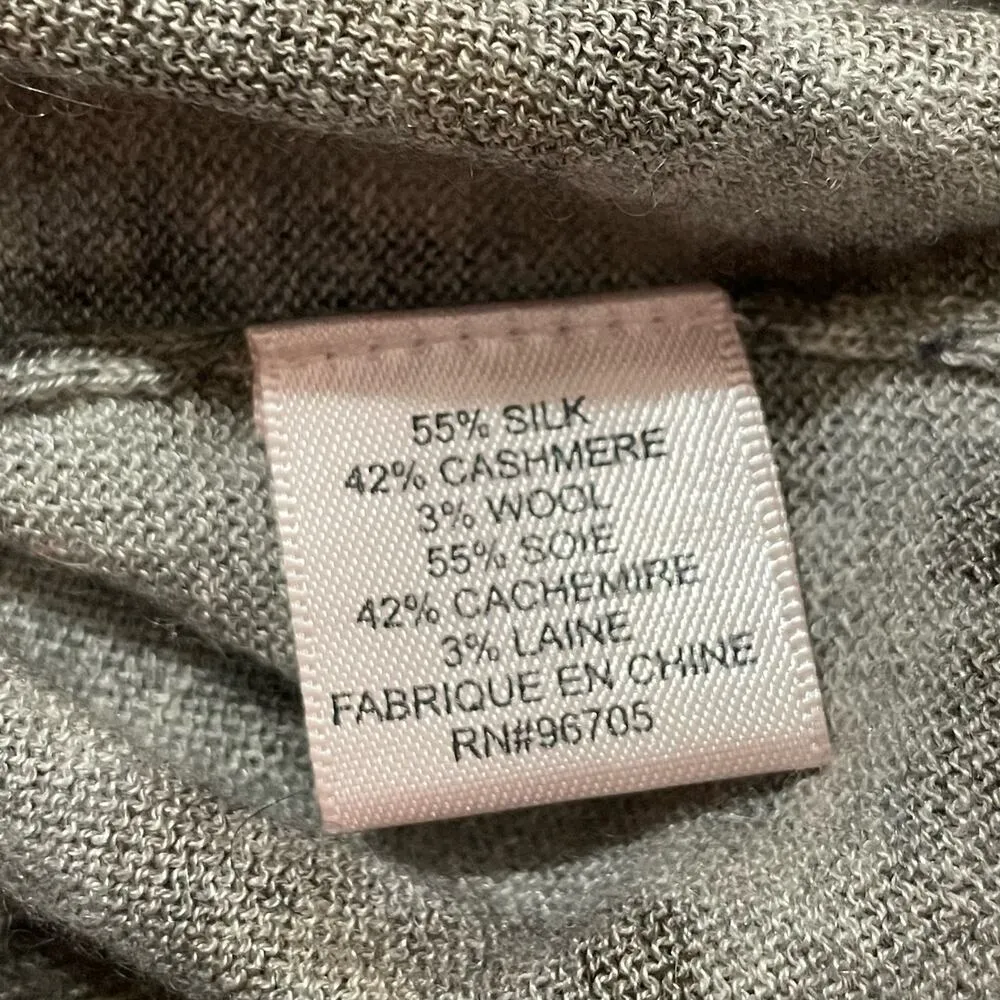 55% SILK
42% CASHMERE
3% WOOL
55% SOIE
42% CACHEMIRE
3% LAINE
FABRIQUE EN CHINE
RN#96705